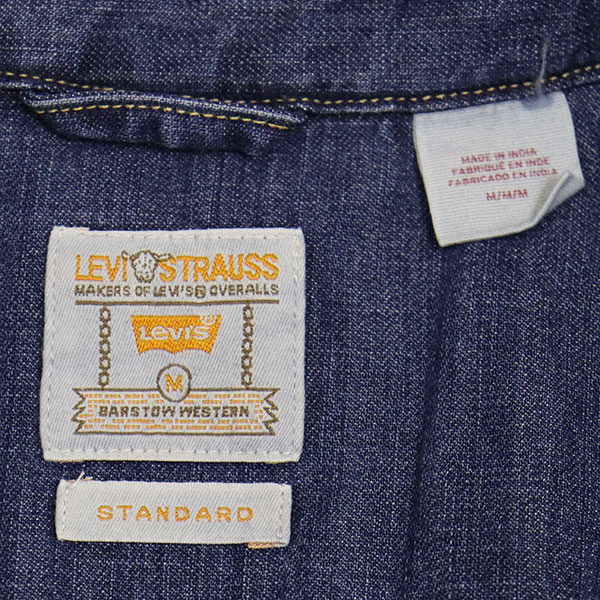 MADE IN INDIA
FABRIQUÉ EN INDE
FABRICADO EN INDIA
M/M/M
LEVI STRAUSS
MAKERS OF LEVI'S® OVERALLS
LEVI'S®
M
BARSTOW WESTERN
STANDARD